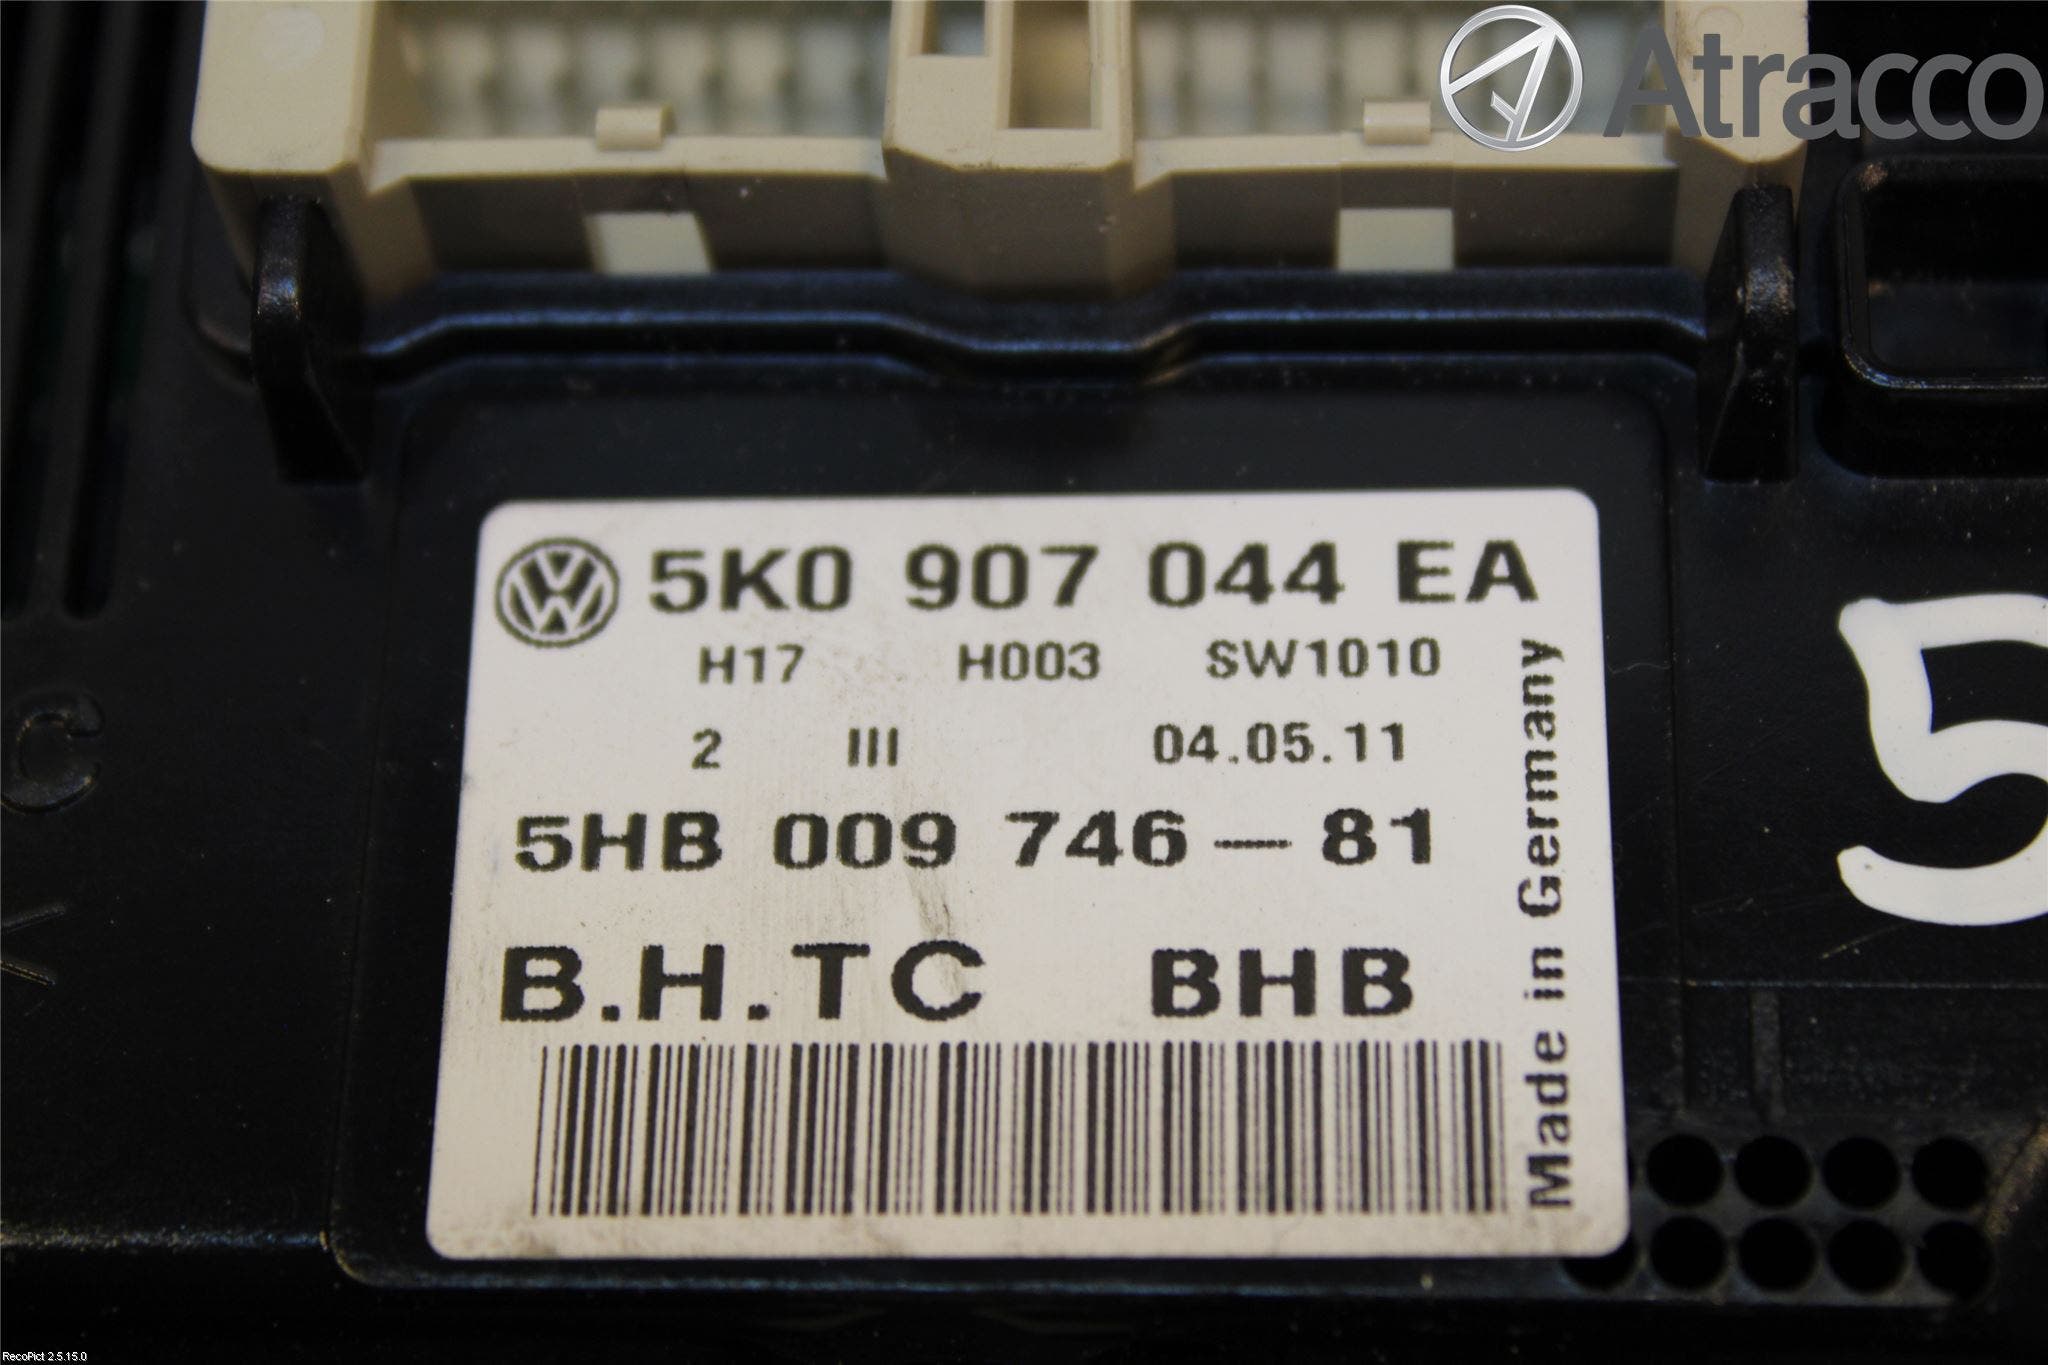 Atracco
5K0 907 044 EA
H17 H003 SW1010
2 III 04.05.11
5HB 009 746-81
B.H.TC BHB
Made in Germany
5
C
RecoPict 2.5.15.0